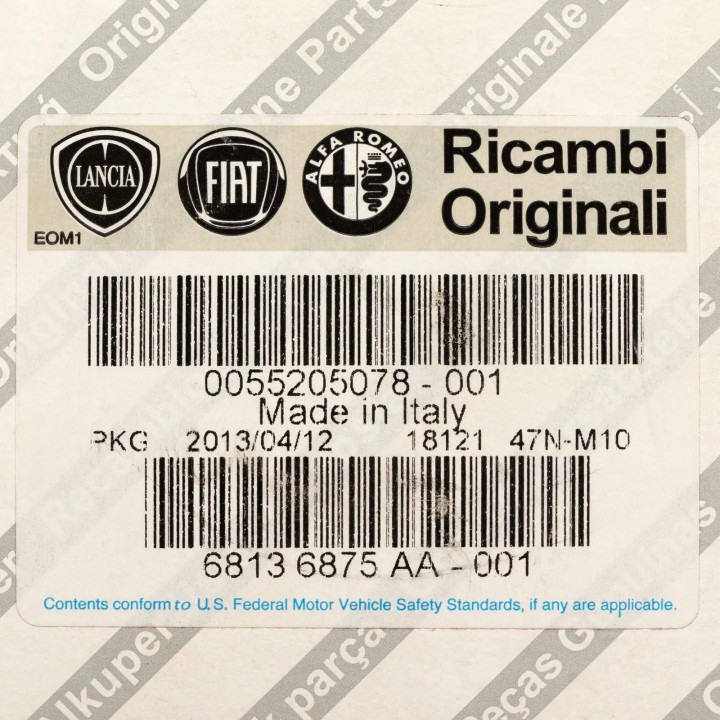 LANCIA
FIAT
ALFA ROMEO
Ricambi
Originali
EOM1
0055205078 - 001
Made in Italy
PKG 2013/04/12 18121 47N-M10
6813 6875 AA - 001
Contents conform to U.S. Federal Motor Vehicle Safety Standards, if any are applicable.